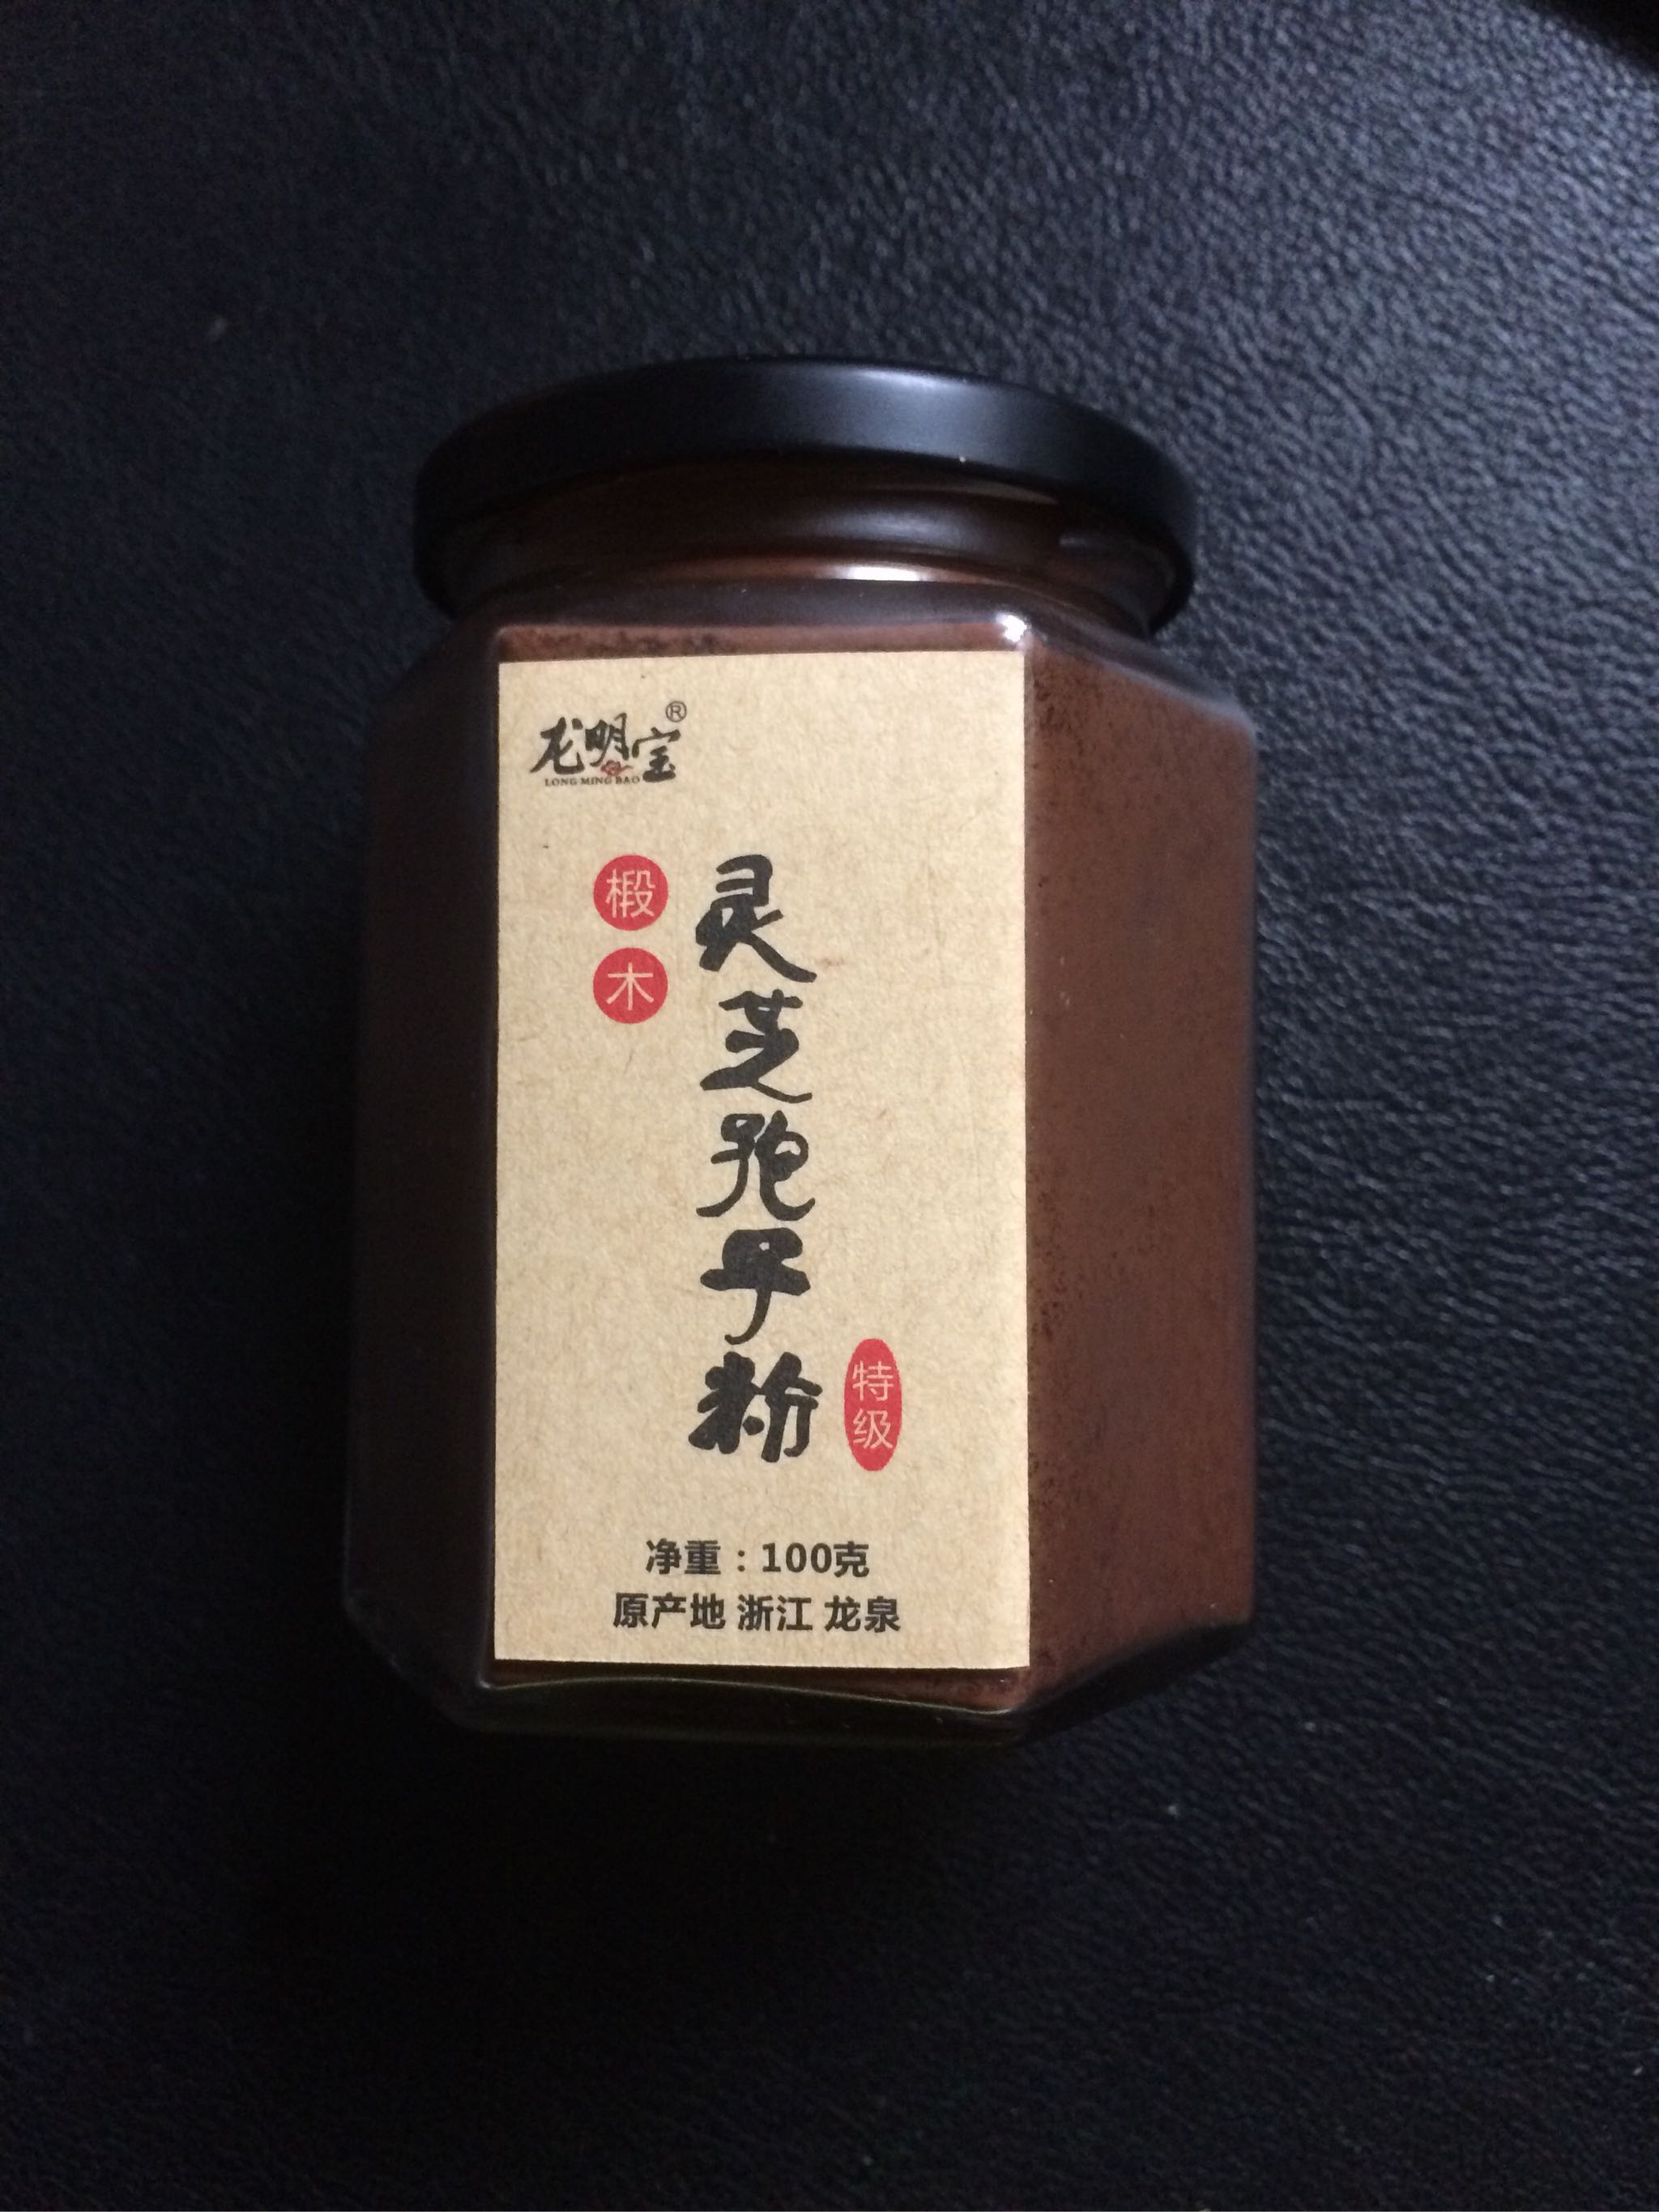 龙明宝®
LONG MING BAO
椴木
灵芝孢子粉
特级
净重：100克
原产地 浙江 龙泉